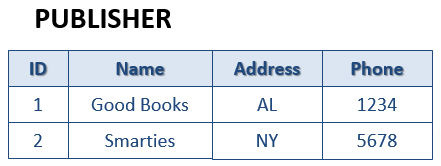 PUBLISHER
ID Name Address Phone
1 Good Books AL 1234
2 Smarties NY 5678